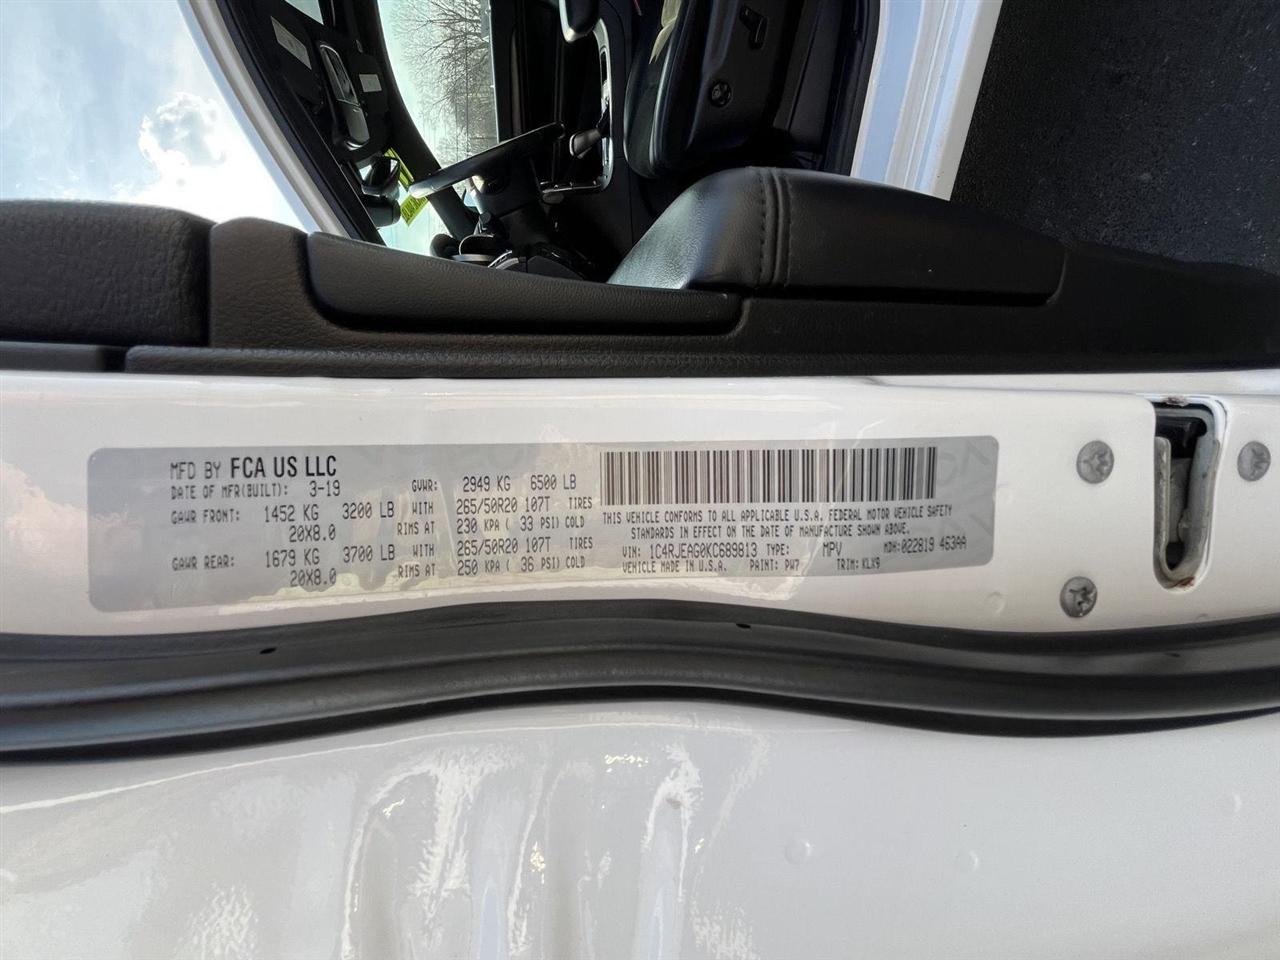 MFD BY FCA US LLC
DATE OF MFR(BUILT): 3-19 GVWR: 2949 KG 6500 LB
GAWR FRONT: 1452 KG 3200 LB WITH 265/50R20 107T TIRES
20X8.0 RIMS AT 230 KPA ( 33 PSI) COLD
GAWR REAR: 1679 KG 3700 LB WITH 265/50R20 107T TIRES
20X8.0 RIMS AT 250 KPA ( 36 PSI) COLD
THIS VEHICLE CONFORMS TO ALL APPLICABLE U.S.A. FEDERAL MOTOR VEHICLE SAFETY
STANDARDS IN EFFECT ON THE DATE OF MANUFACTURE SHOWN ABOVE.
VIN: 1C4RJEAG0KC689813 TYPE: MPV MDH:022819 463AA
VEHICLE MADE IN U.S.A. PAINT: PW7 TRIM: KLX9